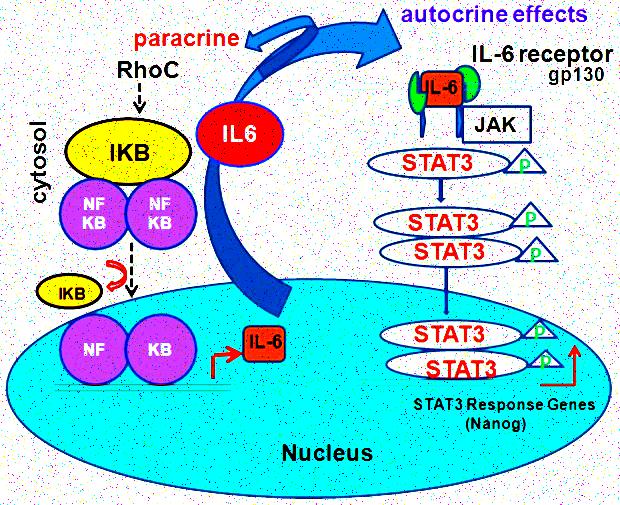 autocrine effects
paracrine
RhoC
IL-6 receptor
gp130
IL-6
JAK
cytosol
IKB
IL6
STAT3
P
NF
KB
NF
KB
STAT3
P
STAT3
P
IKB
NF
KB
IL-6
STAT3
P
STAT3
P
STAT3 Response Genes
(Nanog)
Nucleus